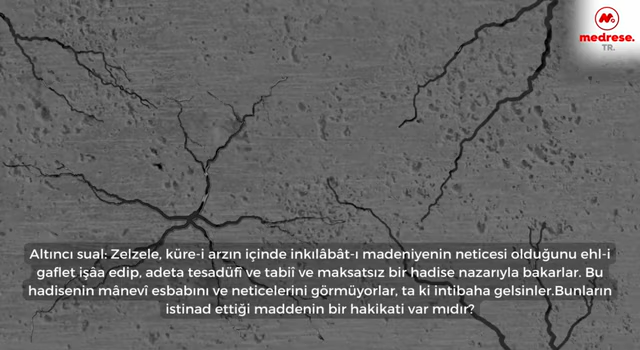 medrese.
TR.
Altıncı sual: Zelzele, küre-i arzın içinde inkılâbât-ı madeniyenin neticesi olduğunu ehl-i
gaflet işâa edip, adeta tesadüfî ve tabiî ve maksatsız bir hadise nazarıyla bakarlar. Bu
hadisenin mânevî esbabını ve neticelerini görmüyorlar, ta ki intibaha gelsinler.Bunların
istinad ettiği maddenin bir hakikati var mıdır?